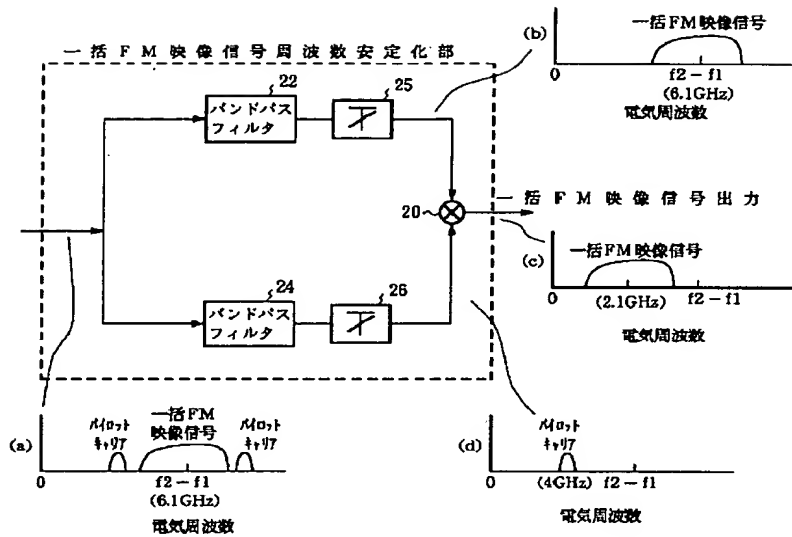 一括FM映像信号周波数安定化部
22
バンドパス
フィルタ
25
20
24
バンドパス
フィルタ
26
(b)
一括FM映像信号
0
f2−f1
(6.1GHz)
電気周波数
一括FM映像信号出力
(c)
一括FM映像信号
0
(2.1GHz)
f2−f1
電気周波数
(a)
パイロット
キャリア
一括FM
映像信号
パイロット
キャリア
0
f2−f1
(6.1GHz)
電気周波数
(d)
パイロット
キャリア
0
(4GHz)
f2−f1
電気周波数